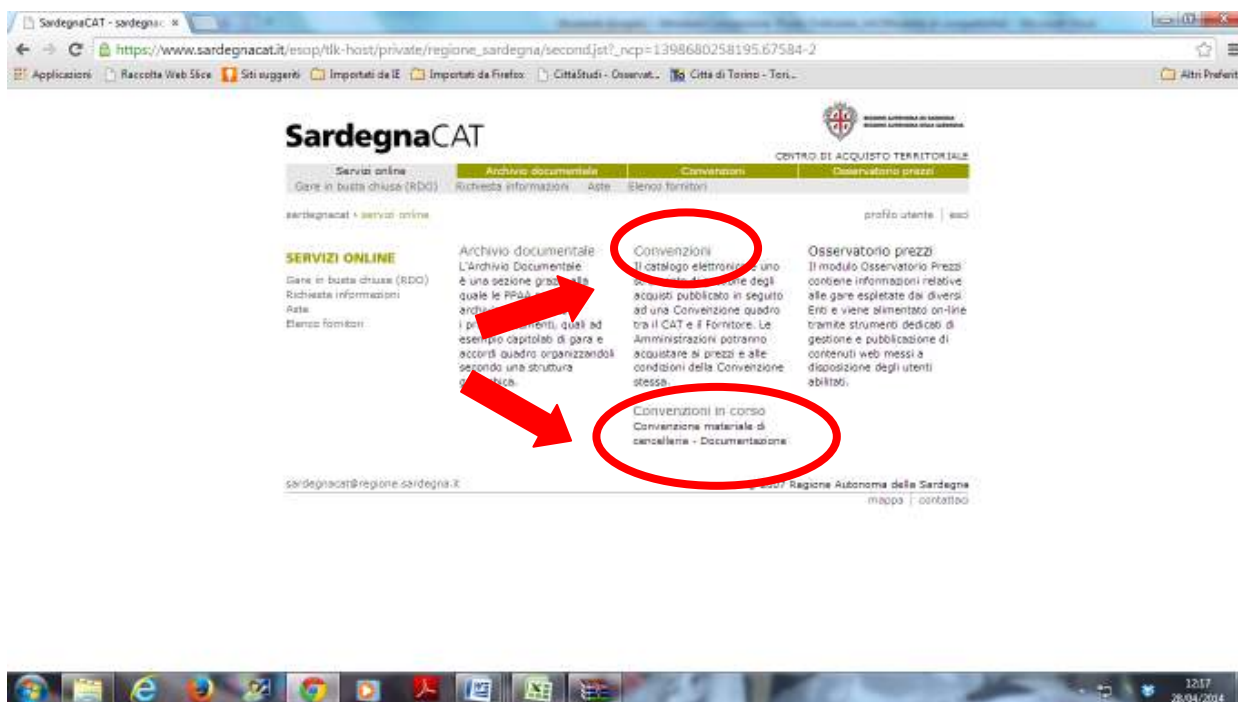 SardegnaCAT - sardegnac
https://www.sardegnacat.it/esop/tlk-host/private/regione_sardegna/second.jst?_ncp=1398680258195.67584-2
Applicazioni Raccolta Web Slice Siti suggeriti Importati da IE Importati da Firefox CittàStudi - Osservat... Città di Torino - Tori... Altri Preferit
SardegnaCAT
CENTRO DI ACQUISTO TERRITORIALE
Servizi online Archivio documentale Convenzioni Osservatorio prezzi
Gare in busta chiusa (RDO) Richiesta informazioni Aste Elenco fornitori
sardegnacat › servizi online profilo utente | esci
SERVIZI ONLINE
Gare in busta chiusa (RDO)
Richiesta informazioni
Aste
Elenco fornitori
Archivio documentale
L'Archivio Documentale
è una sezione grazie alla
quale le PPAA
i documenti, quali ad
esempio capitolati di gara e
accordi quadro organizzandoli
secondo una struttura
Convenzioni
Il catalogo elettronico è uno
degli
acquisti pubblicato in seguito
ad una Convenzione quadro
tra il CAT e il Fornitore. Le
Amministrazioni potranno
acquistare ai prezzi e alle
condizioni della Convenzione
stessa.
Convenzioni in corso
Convenzione materiale di
cancelleria - Documentazione
Osservatorio prezzi
Il modulo Osservatorio Prezzi
contiene informazioni relative
alle gare espletate dai diversi
Enti e viene alimentato on-line
tramite strumenti dedicati di
gestione e pubblicazione di
contenuti web messi a
disposizione degli utenti
abilitati.
sardegnacat@regione.sardegna.it 2007 Regione Autonoma della Sardegna
mappa | contattaci
12:57
28/04/2014